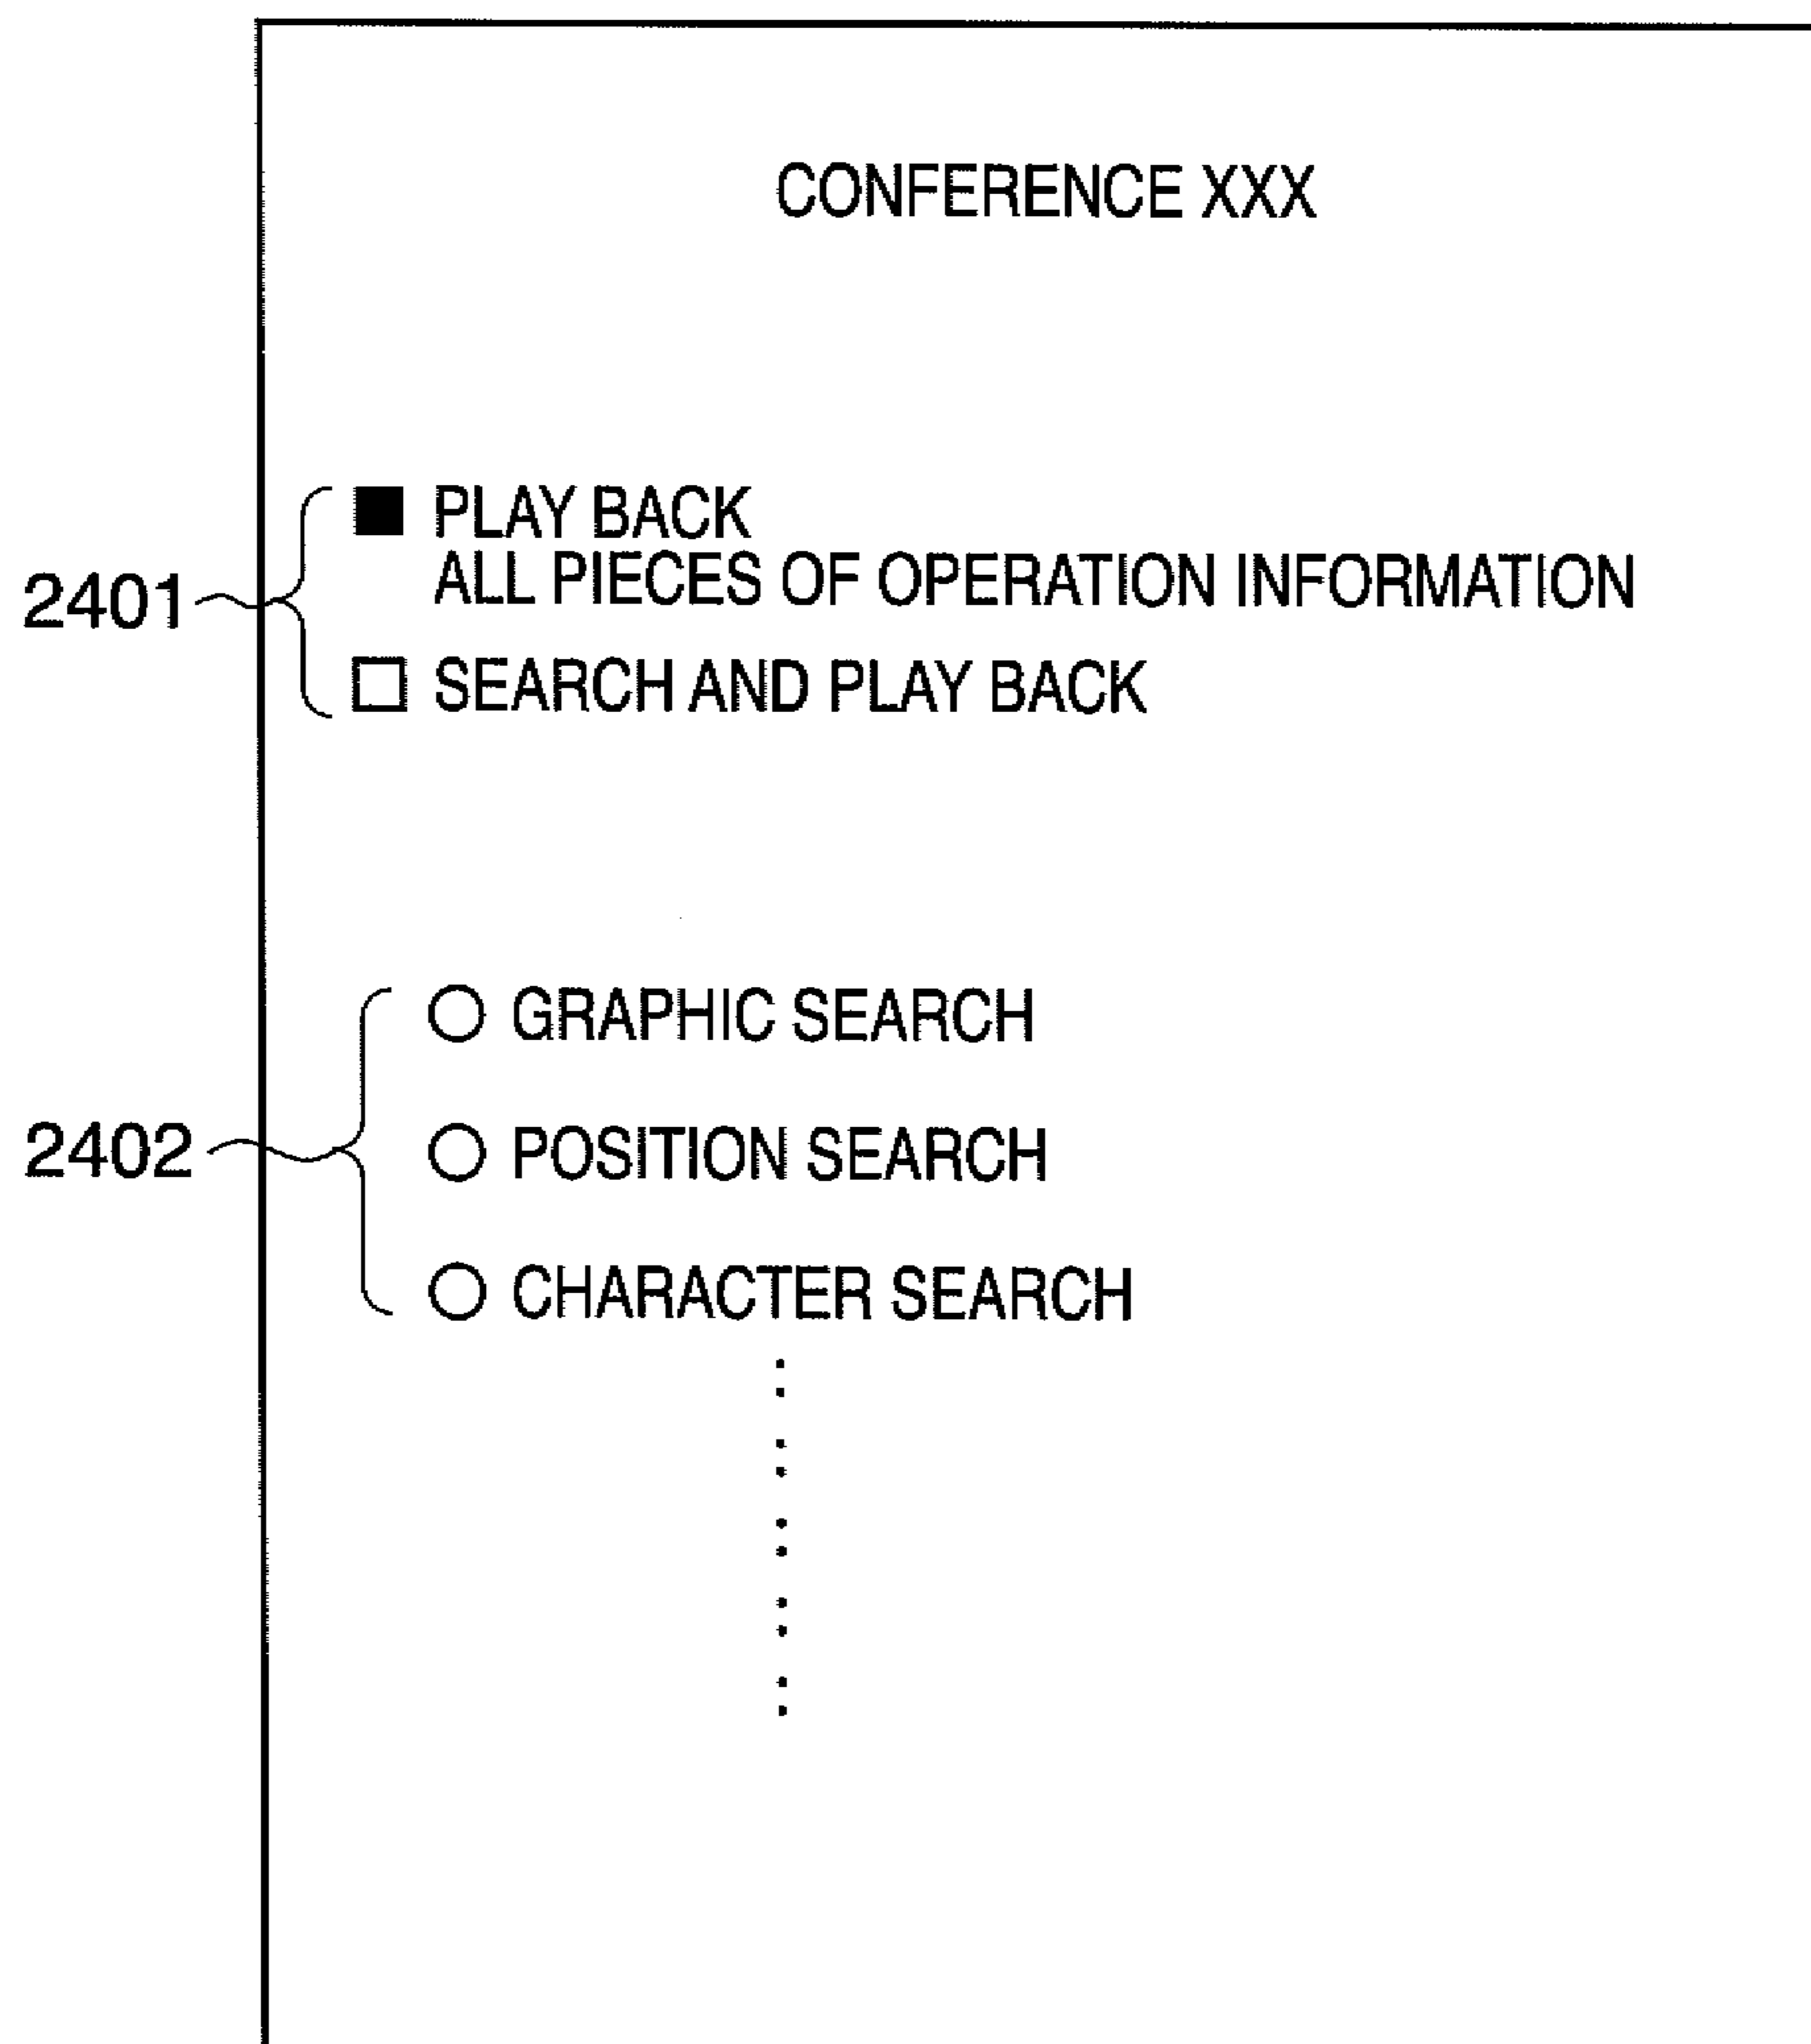 CONFERENCE XXX
PLAY BACK
ALL PIECES OF OPERATION INFORMATION
2401
SEARCH AND PLAY BACK
GRAPHIC SEARCH
2402
POSITION SEARCH
CHARACTER SEARCH